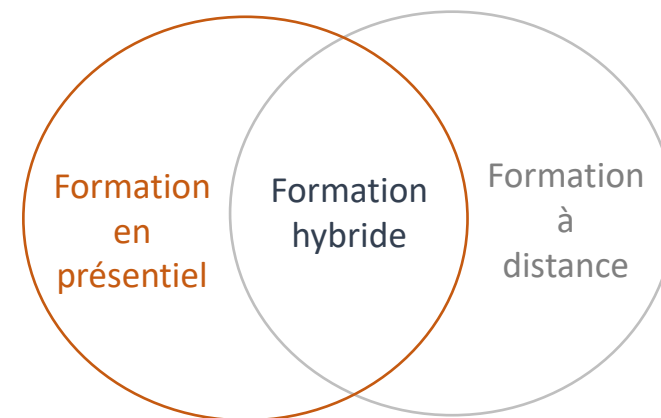 Formation
en
présentiel
Formation
hybride
Formation
à
distance